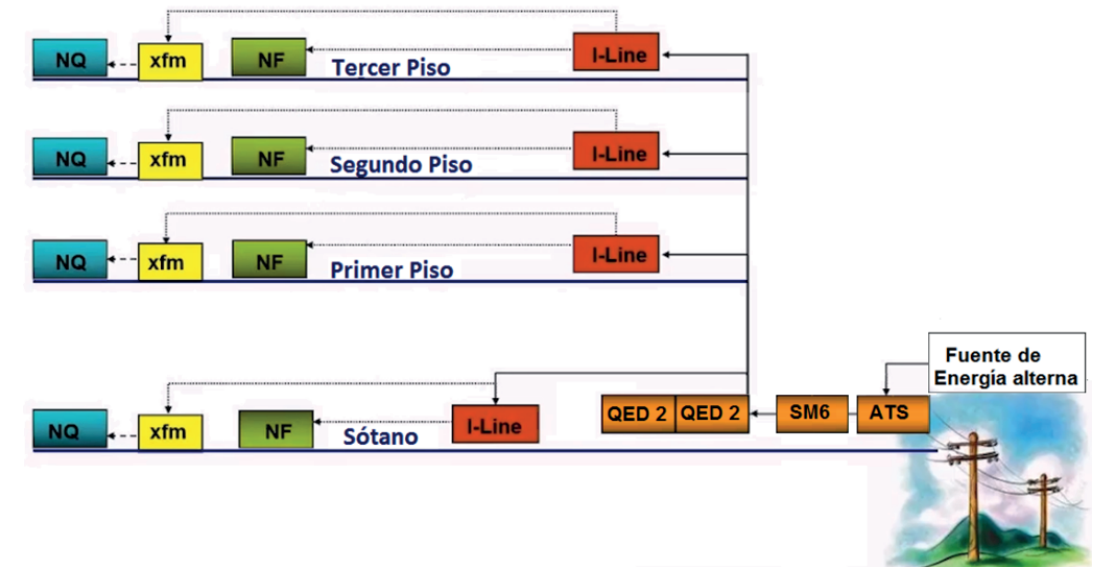 NQ
xfm
NF
Tercer Piso
I-Line
NQ
xfm
NF
Segundo Piso
I-Line
NQ
xfm
NF
Primer Piso
I-Line
Fuente de
Energía alterna
NQ
xfm
NF
Sótano
I-Line
QED 2
QED 2
SM6
ATS